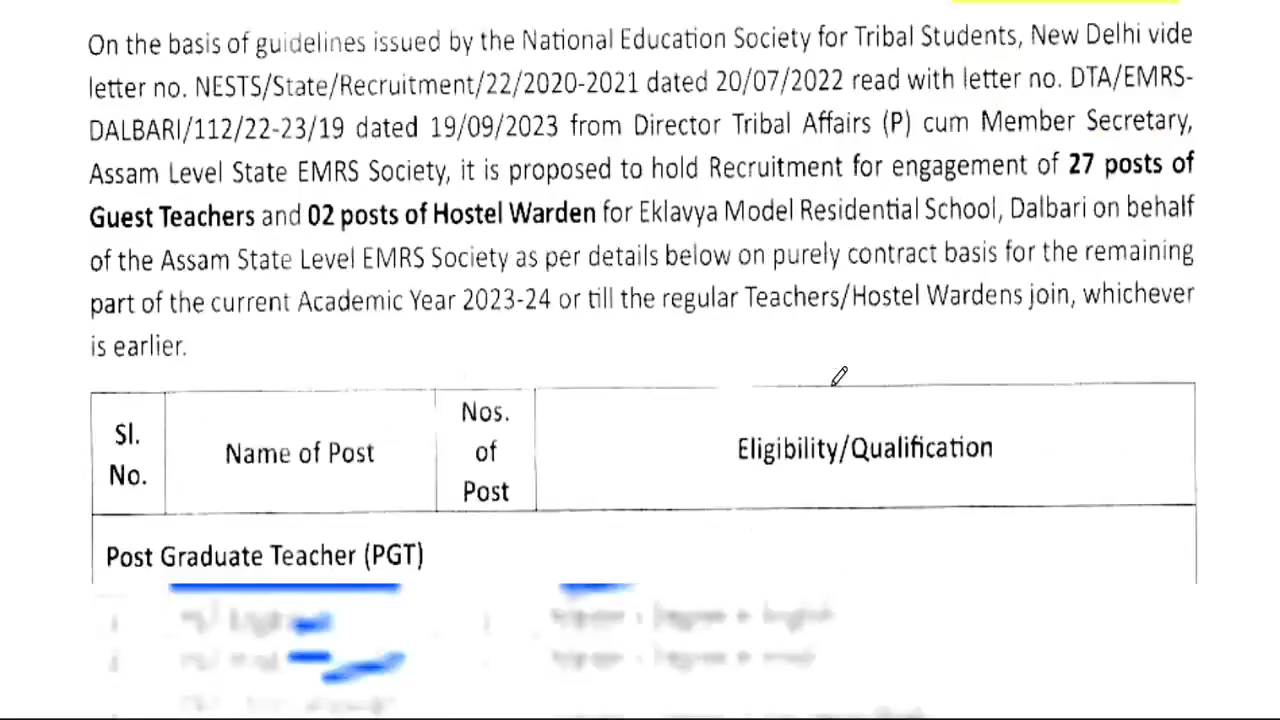 On the basis of guidelines issued by the National Education Society for Tribal Students, New Delhi vide
letter no. NESTS/State/Recruitment/22/2020-2021 dated 20/07/2022 read with letter no. DTA/EMRS-
DALBARI/112/22-23/19 dated 19/09/2023 from Director Tribal Affairs (P) cum Member Secretary,
Assam Level State EMRS Society, it is proposed to hold Recruitment for engagement of 27 posts of
Guest Teachers and 02 posts of Hostel Warden for Eklavya Model Residential School, Dalbari on behalf
of the Assam State Level EMRS Society as per details below on purely contract basis for the remaining
part of the current Academic Year 2023-24 or till the regular Teachers/Hostel Wardens join, whichever
is earlier.
Sl. No. Name of Post Nos. of Post Eligibility/Qualification
Post Graduate Teacher (PGT)